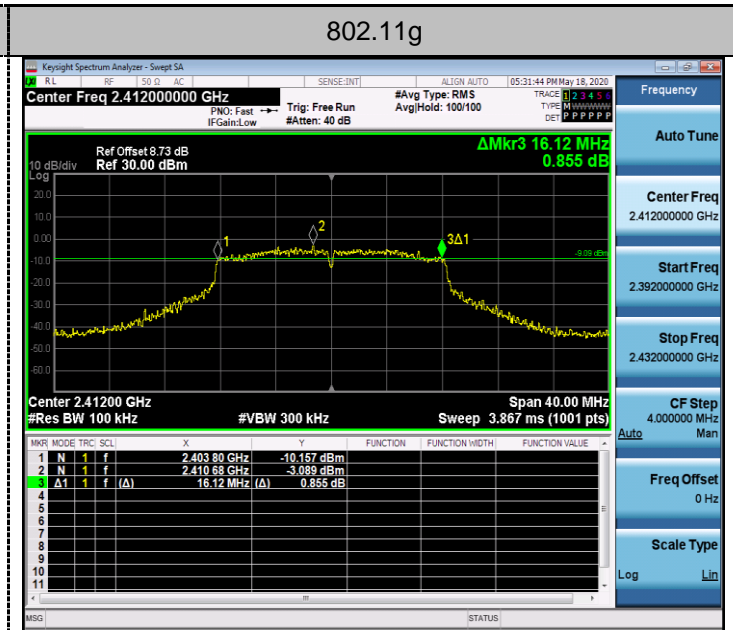 802.11g
Keysight Spectrum Analyzer - Swept SA
LXI RL RF 50 Ω AC SENSE:INT ALIGN AUTO 05:31:44 PM May 18, 2020
Center Freq 2.412000000 GHz
PNO: Fast
IFGain:Low
Trig: Free Run
#Atten: 40 dB
#Avg Type: RMS
Avg|Hold: 100/100
TRACE 1 2 3 4 5 6
TYPE M WWWWW
DET P P P P P P
Ref Offset 8.73 dB
10 dB/div Ref 30.00 dBm
Log
ΔMkr3 16.12 MHz
0.855 dB
20.0
10.0
0.00
-10.0
-20.0
-30.0
-40.0
-50.0
-60.0
1
2
3Δ1
-9.09 dBm
Center 2.41200 GHz Span 40.00 MHz
#Res BW 100 kHz #VBW 300 kHz Sweep 3.867 ms (1001 pts)
MKR MODE TRC SCL X Y FUNCTION FUNCTION WIDTH FUNCTION VALUE
1 N 1 f 2.403 80 GHz -10.157 dBm
2 N 1 f 2.410 68 GHz -3.089 dBm
3 Δ1 1 f (Δ) 16.12 MHz (Δ) 0.855 dB
4
5
6
7
8
9
10
11
MSG STATUS
Frequency
Auto Tune
Center Freq
2.412000000 GHz
Start Freq
2.392000000 GHz
Stop Freq
2.432000000 GHz
CF Step
4.000000 MHz
Auto Man
Freq Offset
0 Hz
Scale Type
Log Lin